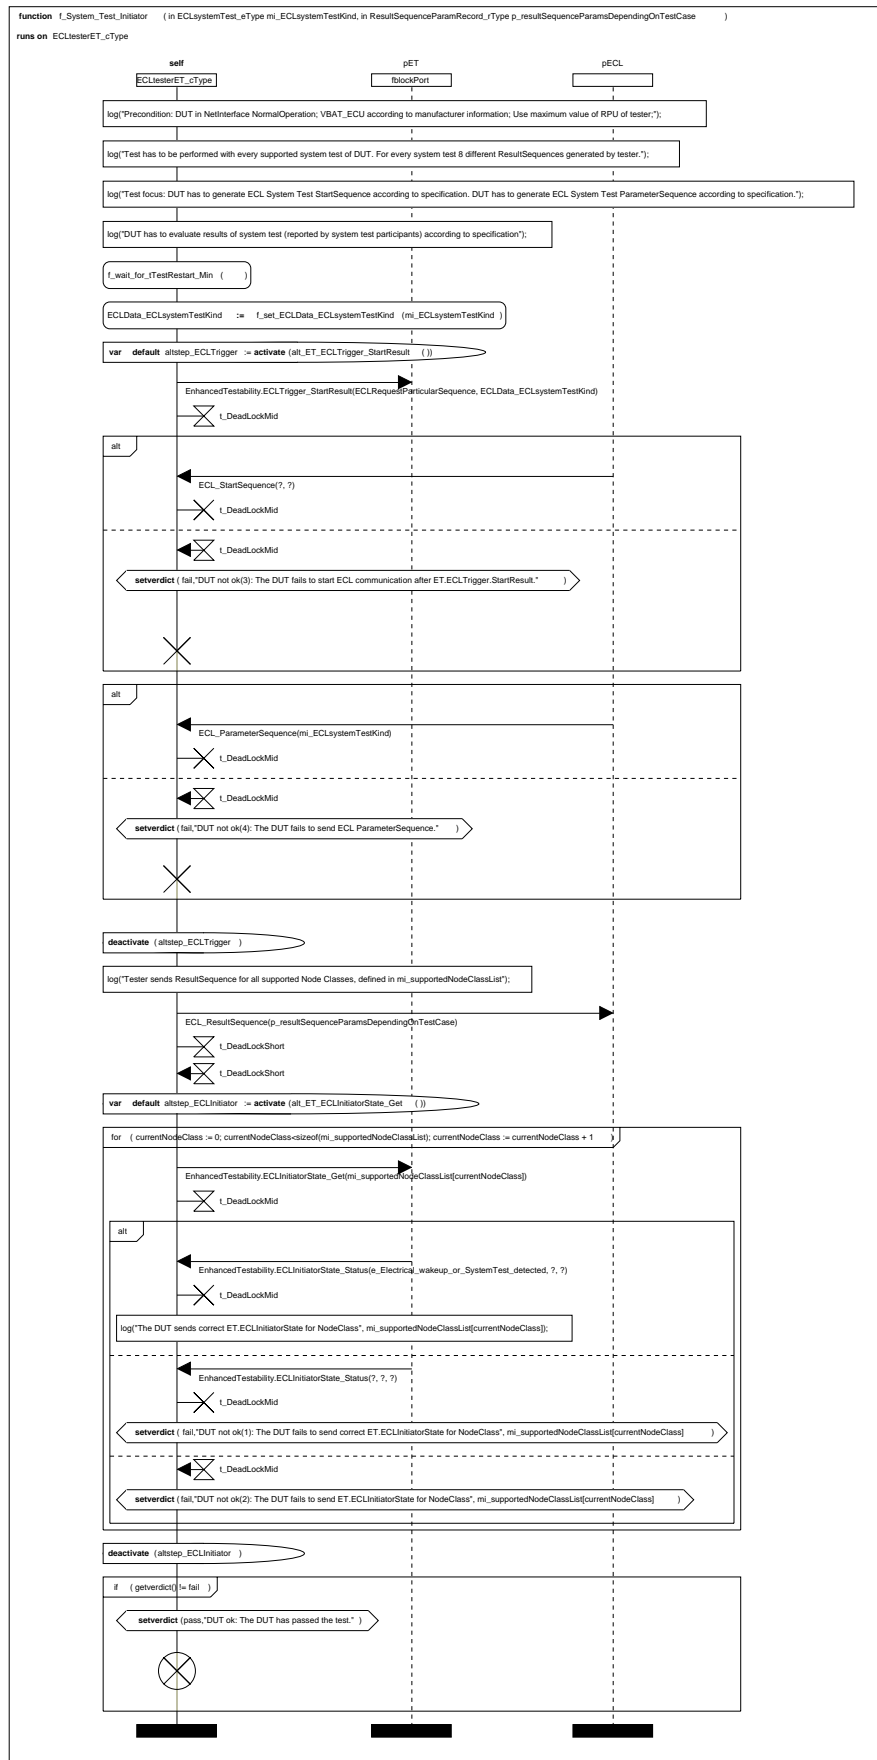 function f_System_Test_Initiator ( in ECLsystemTest_eType mi_ECLsystemTestKind, in ResultSequenceParamRecord_rType p_resultSequenceParamsDependingOnTestCase )
runs on ECLtesterET_cType
self pET pECL
ECLtesterET_cType fblockPort
log("Precondition: DUT in NetInterface NormalOperation; VBAT_ECU according to manufacturer information; Use maximum value of RPU of tester;");
log("Test has to be performed with every supported system test of DUT. For every system test 8 different ResultSequences generated by tester.");
log("Test focus: DUT has to generate ECL System Test StartSequence according to specification. DUT has to generate ECL System Test ParameterSequence according to specification.");
log("DUT has to evaluate results of system test (reported by system test participants) according to specification");
f_wait_for_tTestRestart_Min ( )
ECLData_ECLsystemTestKind := f_set_ECLData_ECLsystemTestKind (mi_ECLsystemTestKind )
var default altstep_ECLTrigger := activate (alt_ET_ECLTrigger_StartResult ( ))
EnhancedTestability.ECLTrigger_StartResult(ECLRequestParticularSequence, ECLData_ECLsystemTestKind)
t_DeadLockMid
alt
ECL_StartSequence(?, ?)
t_DeadLockMid
t_DeadLockMid
setverdict ( fail,"DUT not ok(3): The DUT fails to start ECL communication after ET.ECLTrigger.StartResult." )
alt
ECL_ParameterSequence(mi_ECLsystemTestKind)
t_DeadLockMid
t_DeadLockMid
setverdict (fail,"DUT not ok(4): The DUT fails to send ECL ParameterSequence." )
deactivate (altstep_ECLTrigger )
log("Tester sends ResultSequence for all supported Node Classes, defined in mi_supportedNodeClassList");
ECL_ResultSequence(p_resultSequenceParamsDependingOnTestCase)
t_DeadLockShort
t_DeadLockShort
var default altstep_ECLInitiator := activate (alt_ET_ECLInitiatorState_Get ( ))
for ( currentNodeClass := 0; currentNodeClass<sizeof(mi_supportedNodeClassList); currentNodeClass := currentNodeClass + 1 )
EnhancedTestability.ECLInitiatorState_Get(mi_supportedNodeClassList[currentNodeClass])
t_DeadLockMid
alt
EnhancedTestability.ECLInitiatorState_Status(e_Electrical_wakeup_or_SystemTest_detected, ?, ?)
t_DeadLockMid
log("The DUT sends correct ET.ECLInitiatorState for NodeClass", mi_supportedNodeClassList[currentNodeClass]);
EnhancedTestability.ECLInitiatorState_Status(?, ?, ?)
t_DeadLockMid
setverdict ( fail,"DUT not ok(1): The DUT fails to send correct ET.ECLInitiatorState for NodeClass", mi_supportedNodeClassList[currentNodeClass] )
t_DeadLockMid
setverdict (fail,"DUT not ok(2): The DUT fails to send ET.ECLInitiatorState for NodeClass", mi_supportedNodeClassList[currentNodeClass] )
deactivate (altstep_ECLInitiator )
if ( getverdict() != fail )
setverdict (pass,"DUT ok: The DUT has passed the test." )